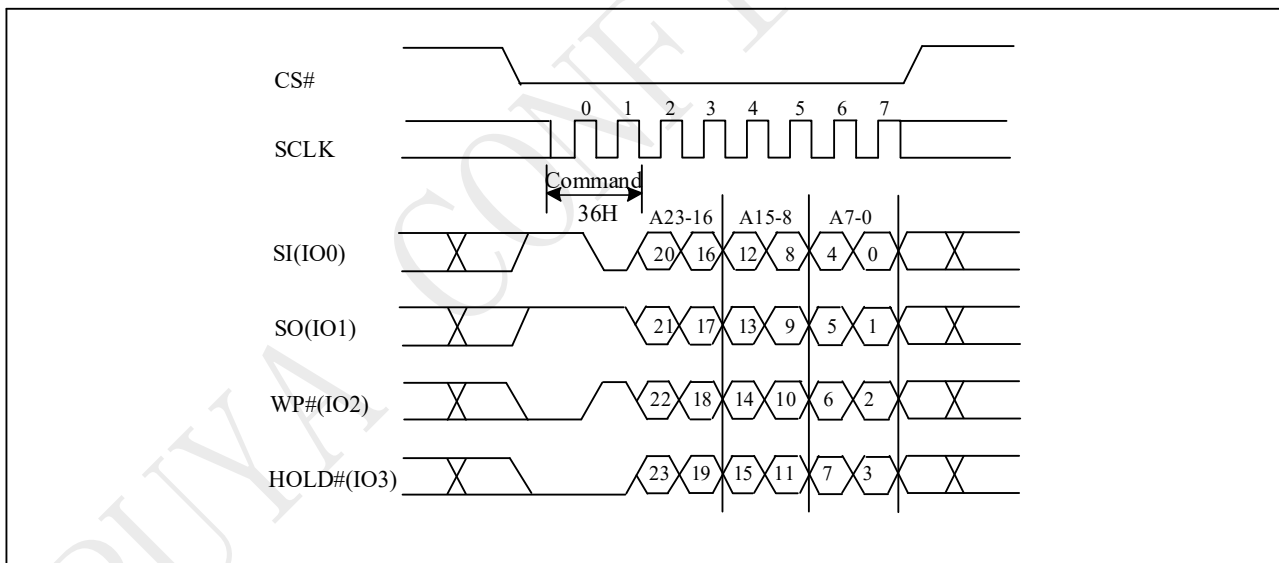 CS#
0 1 2 3 4 5 6 7
SCLK
Command
36H
A23-16 A15-8 A7-0
SI(IO0) 20 16 12 8 4 0
SO(IO1) 21 17 13 9 5 1
WP#(IO2) 22 18 14 10 6 2
HOLD#(IO3) 23 19 15 11 7 3
PUYA CONF